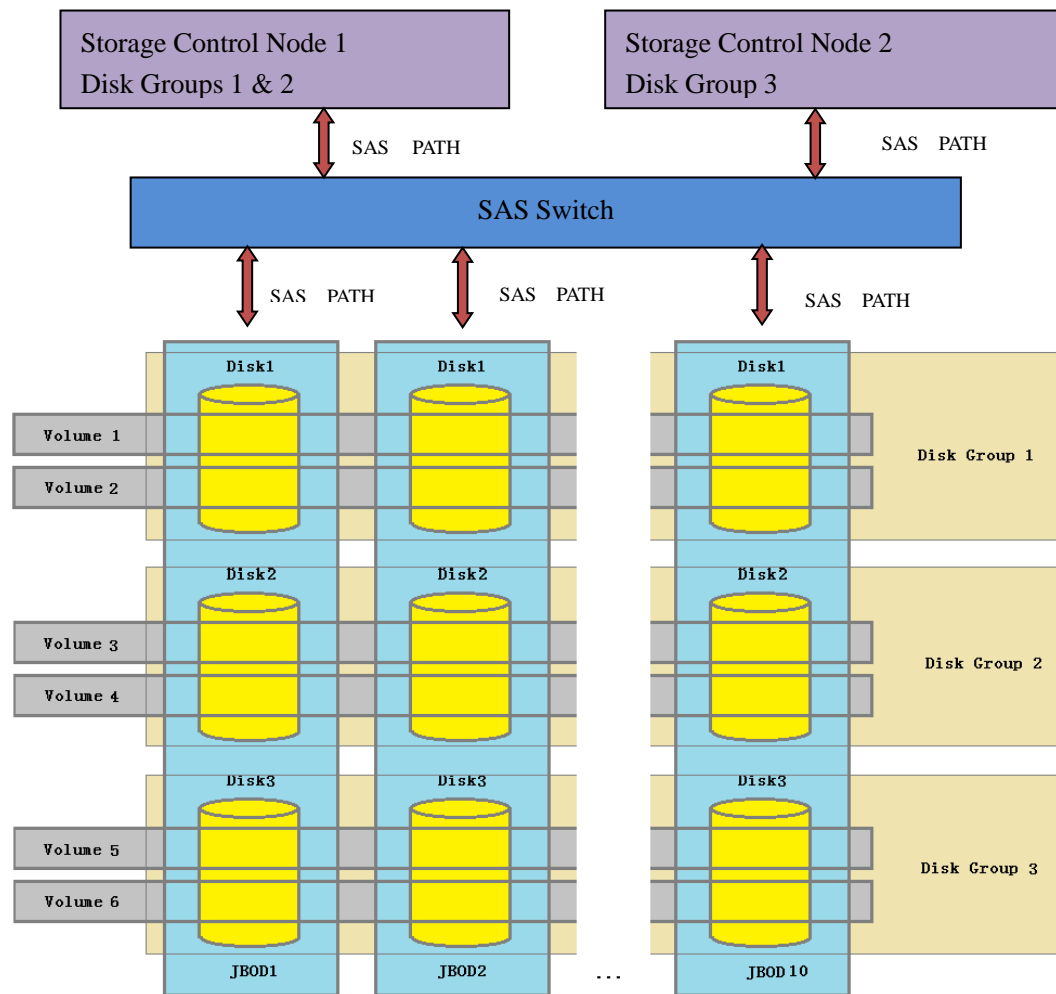 Storage Control Node 1
Disk Groups 1 & 2
Storage Control Node 2
Disk Group 3
SAS PATH
SAS PATH
SAS Switch
SAS PATH
SAS PATH
SAS PATH
Disk1
Disk1
Disk1
Volume 1
Disk Group 1
Volume 2
Disk2
Disk2
Disk2
Volume 3
Disk Group 2
Volume 4
Disk3
Disk3
Disk3
Volume 5
Disk Group 3
Volume 6
JBOD1
JBOD2
...
JBOD10